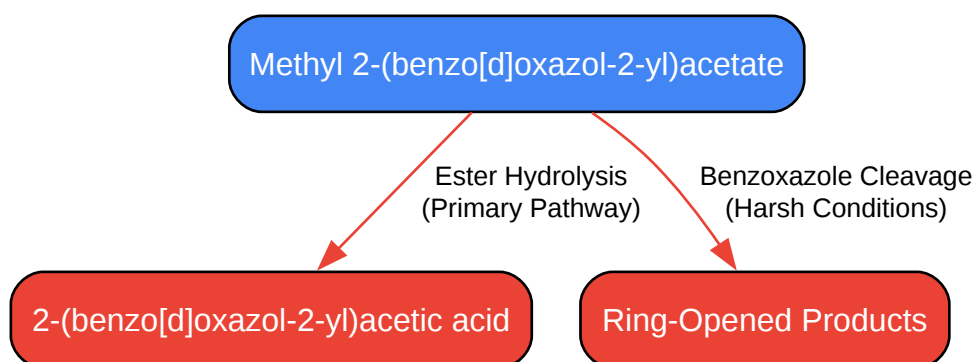 Methyl 2-(benzo[d]oxazol-2-yl)acetate
Ester Hydrolysis
(Primary Pathway)
Benzoxazole Cleavage
(Harsh Conditions)
2-(benzo[d]oxazol-2-yl)acetic acid
Ring-Opened Products